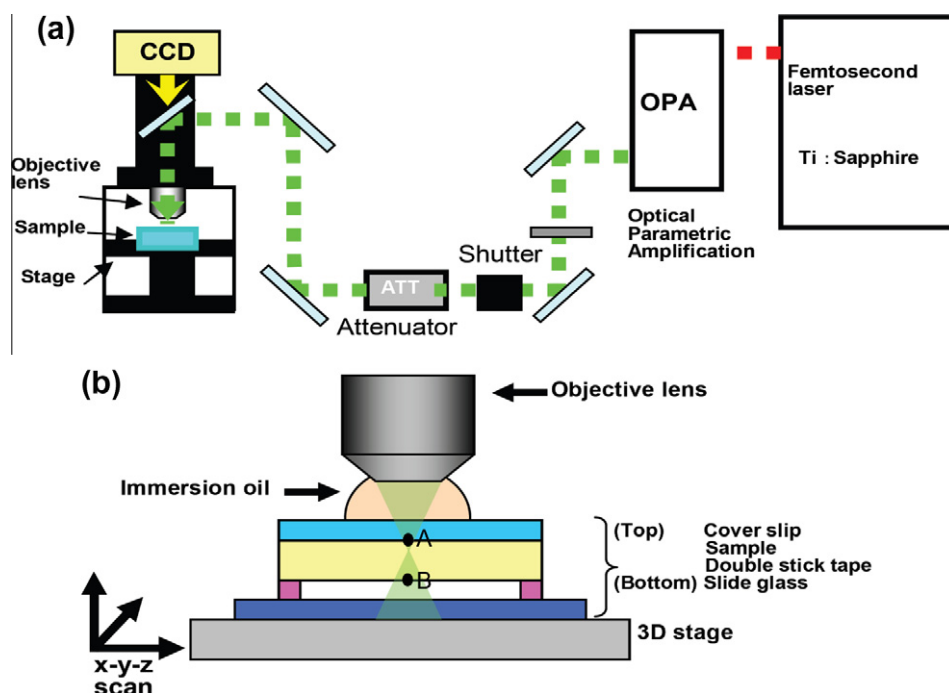 (a)
CCD
Objective
lens
Sample
Stage
ATT
Attenuator
Shutter
OPA
Optical
Parametric
Amplification
Femtosecond
laser
Ti : Sapphire
(b)
Objective lens
Immersion oil
A
B
(Top) Cover slip
Sample
Double stick tape
(Bottom) Slide glass
3D stage
x-y-z
scan